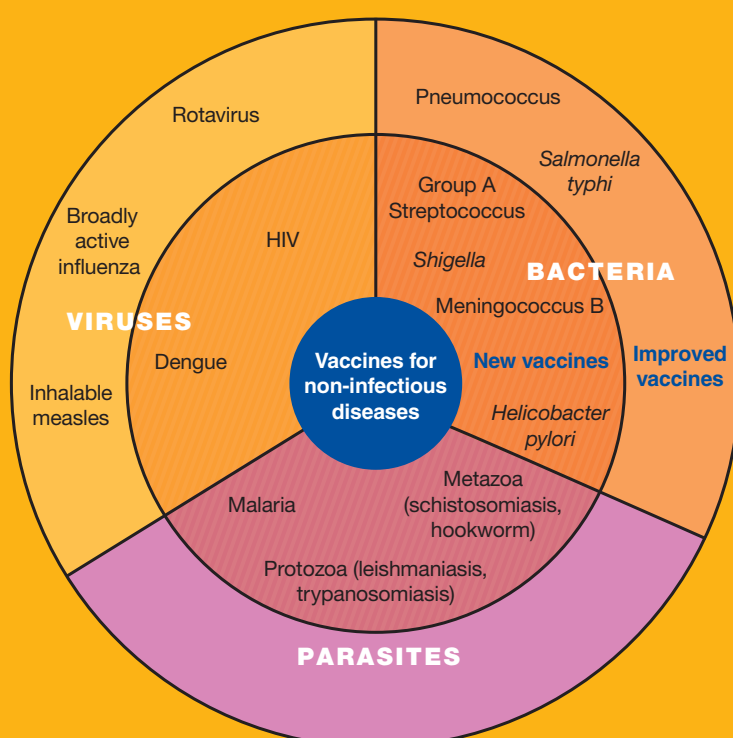 Rotavirus
Broadly
active
influenza
HIV
VIRUSES
Dengue
Inhalable
measles
Pneumococcus
Salmonella
typhi
Group A
Streptococcus
Shigella
BACTERIA
Meningococcus B
New vaccines
Improved
vaccines
Helicobacter
pylori
Vaccines for
non-infectious
diseases
Malaria
Metazoa
(schistosomiasis,
hookworm)
Protozoa (leishmaniasis,
trypanosomiasis)
PARASITES